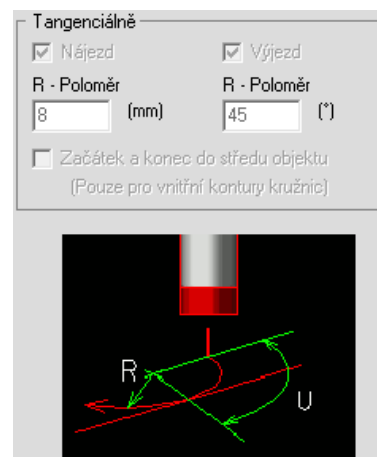 Tangenciálně
Nájezd Výjezd
R - Poloměr R - Poloměr
8 (mm) 45 (°)
Začátek a konec do středu objektu
(Pouze pro vnitřní kontury kružnic)
R
U